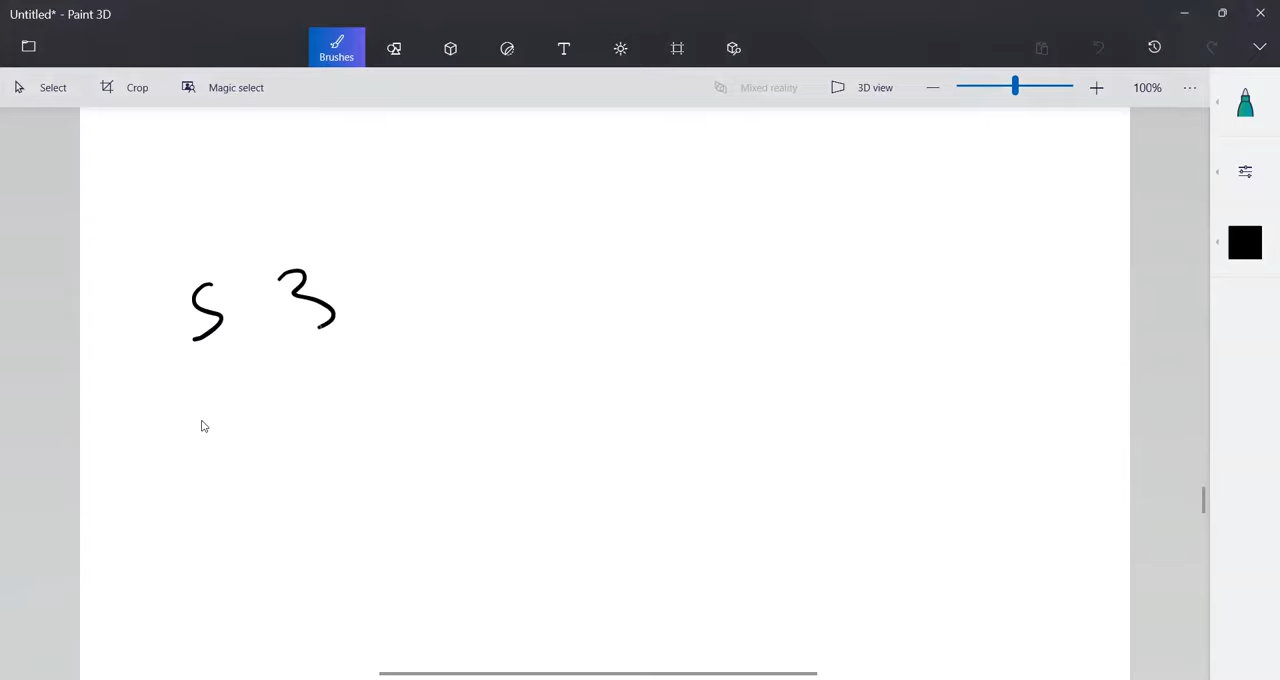 Untitled* - Paint 3D
Brushes
Select Crop Magic select Mixed reality 3D view 100%
S 3